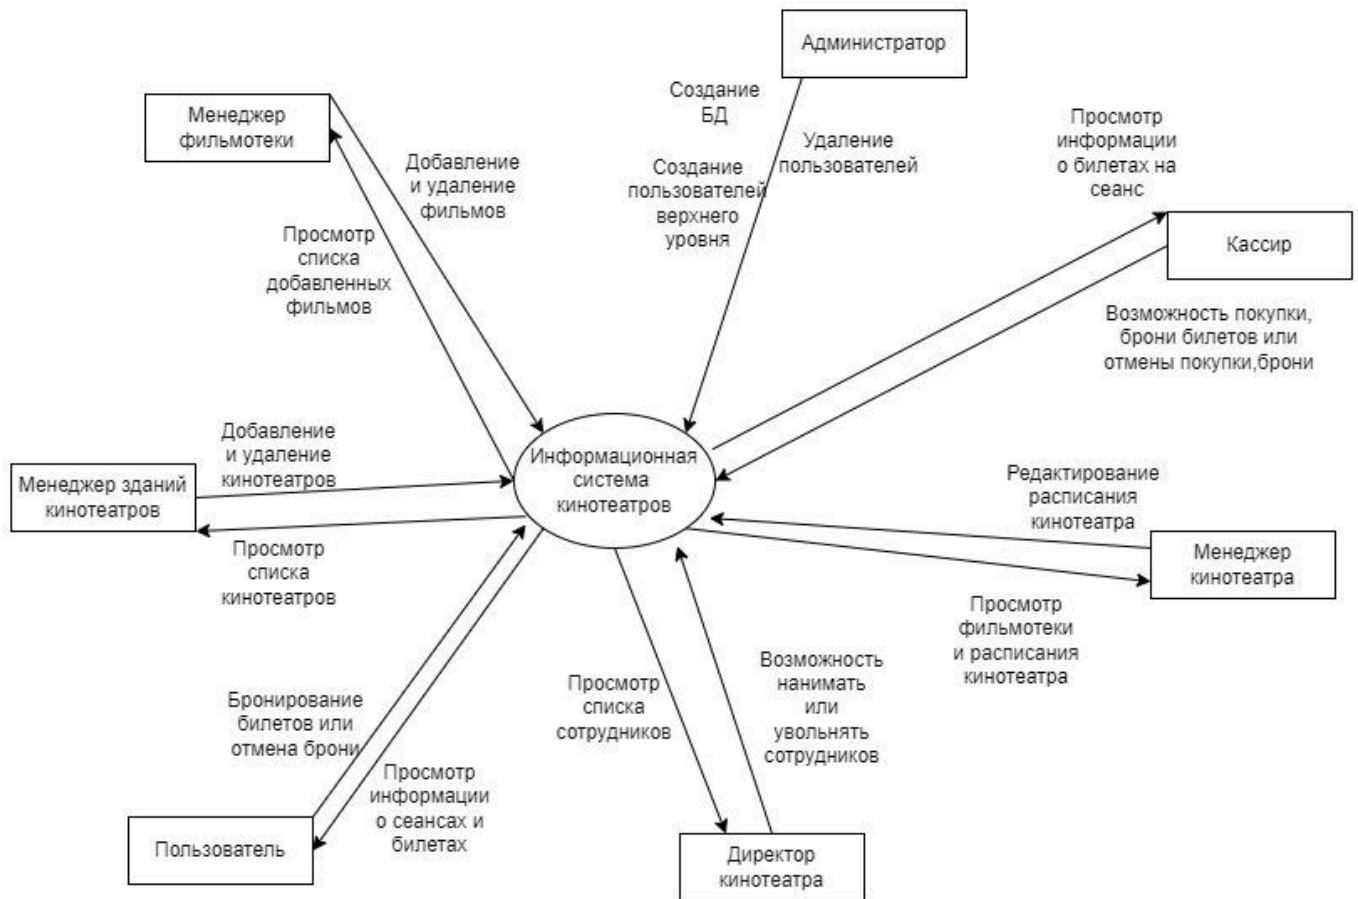 Администратор
Создание
БД
Удаление
пользователей
Создание
пользователей
верхнего
уровня
Менеджер
фильмотеки
Добавление
и удаление
фильмов
Просмотр
списка
добавленных
фильмов
Просмотр
информации
о билетах на
сеанс
Кассир
Возможность покупки,
брони билетов или
отмены покупки,брони
Информационная
система
кинотеатров
Добавление
и удаление
кинотеатров
Менеджер зданий
кинотеатров
Просмотр
списка
кинотеатров
Редактирование
расписания
кинотеатра
Менеджер
кинотеатра
Просмотр
фильмотеки
и расписания
кинотеатра
Бронирование
билетов или
отмена брони
Просмотр
информации
о сеансах и
билетах
Пользователь
Просмотр
списка
сотрудников
Возможность
нанимать
или
увольнять
сотрудников
Директор
кинотеатра